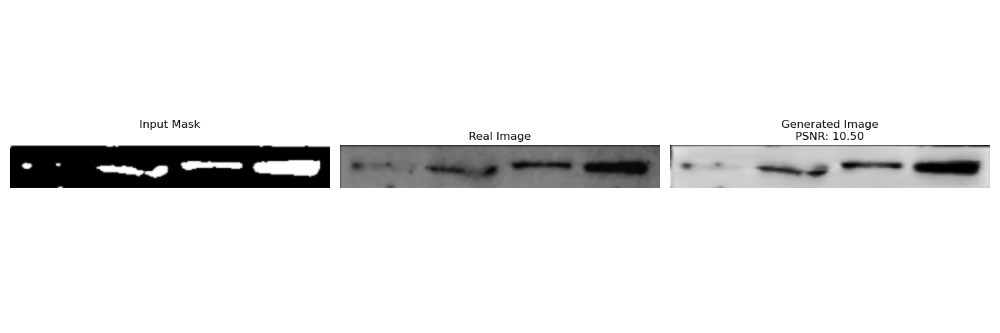 Input Mask
Real Image
Generated Image
PSNR: 10.50